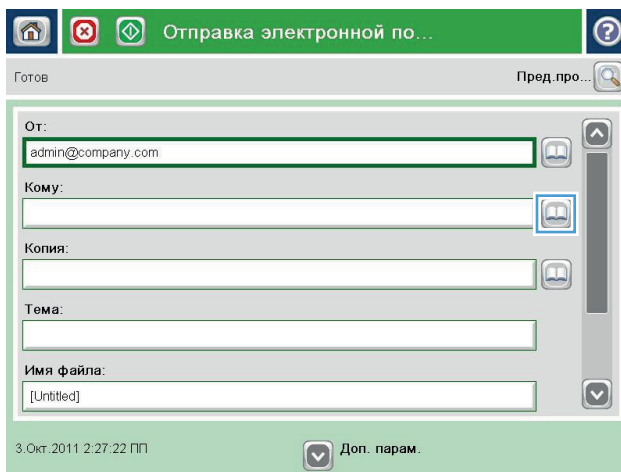 Отправка электронной по...
Готов
Пред.про...
От:
admin@company.com
Кому:
Копия:
Тема:
Имя файла:
[Untitled]
3.Окт.2011 2:27:22 ПП
Доп. парам.